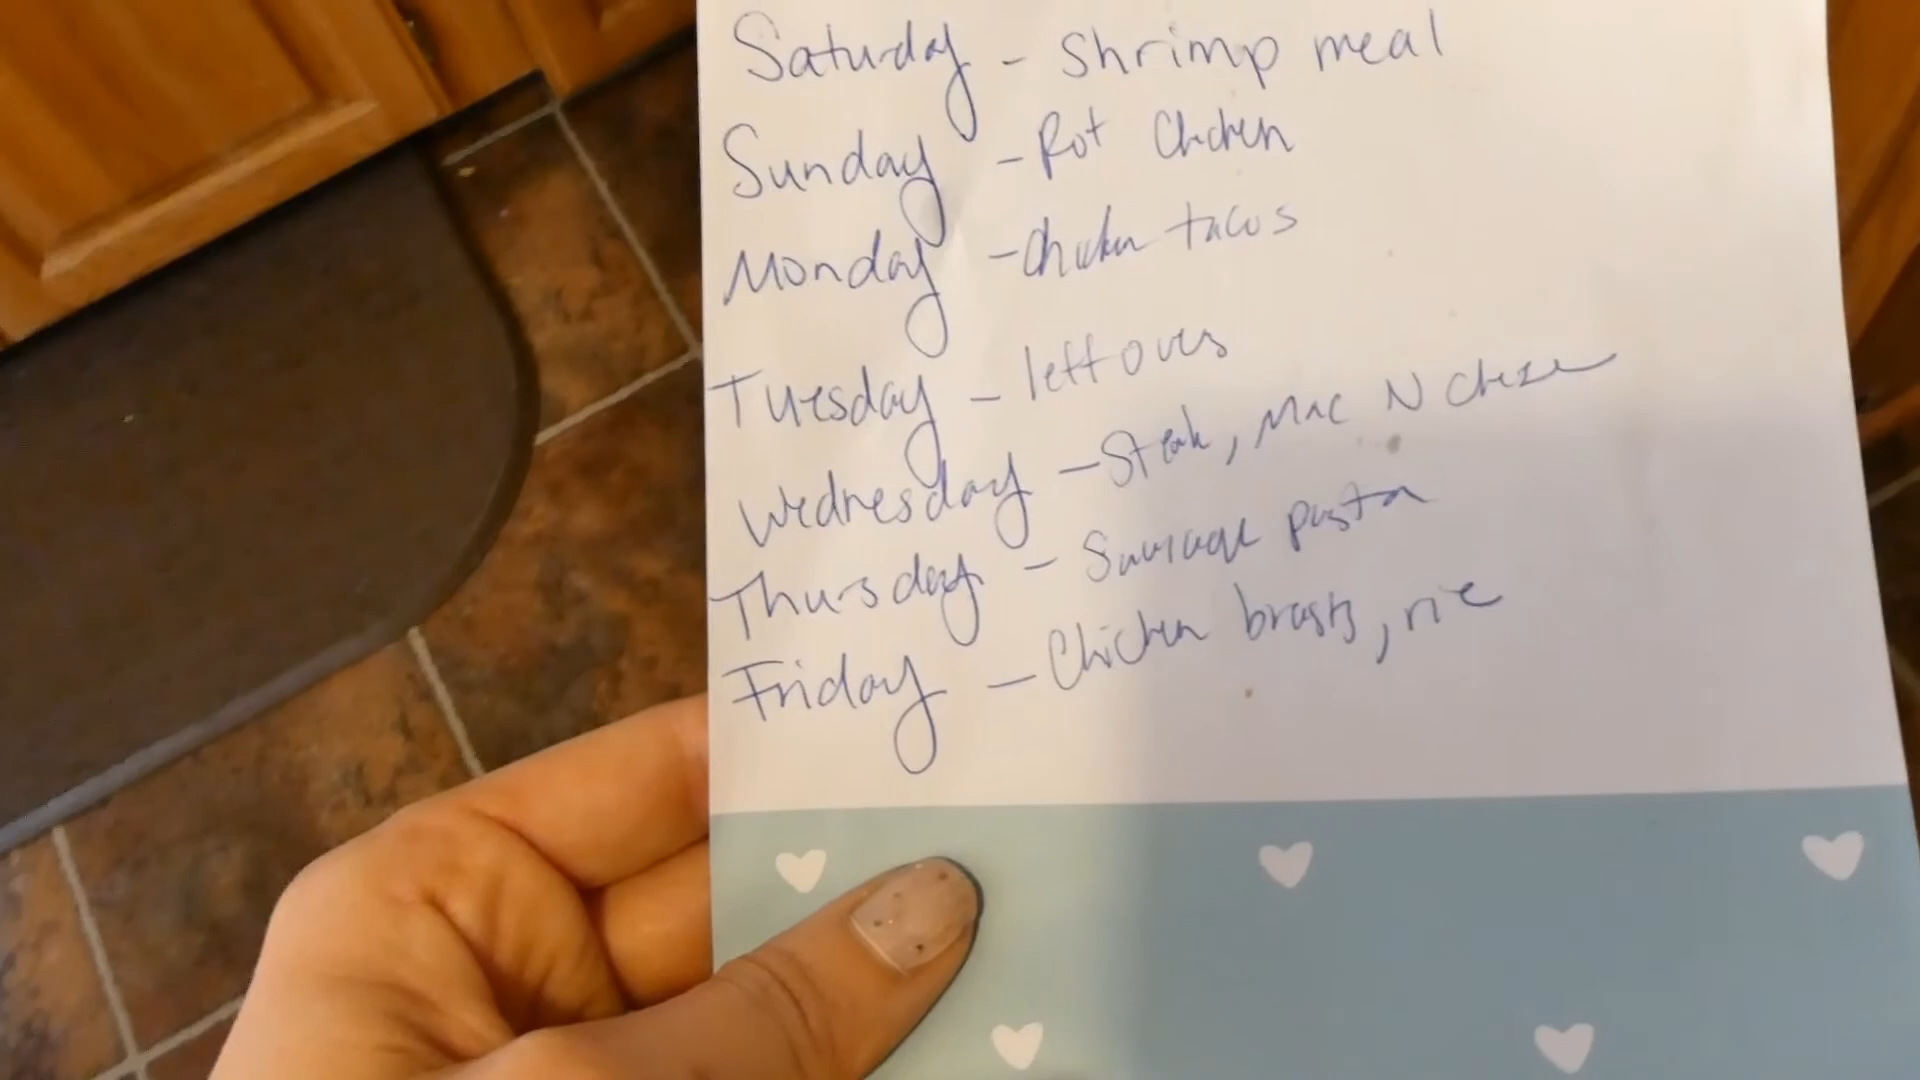 Saturday - Shrimp meal
Sunday - Rot Chicken
Monday - Chicken tacos
Tuesday - leftovers
Wednesday - Steak, Mac N Cheese
Thursday - Sausage pasta
Friday - Chicken breasts, rice